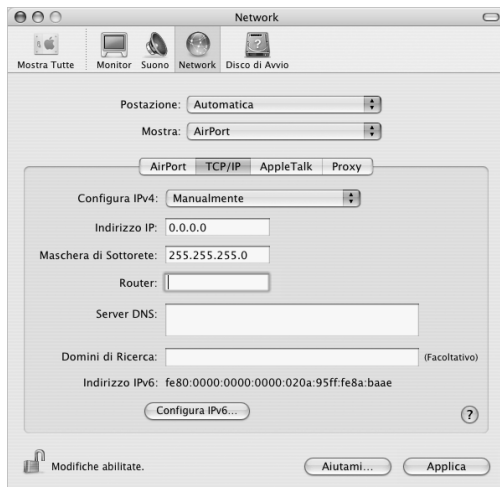 Network
Mostra Tutte Monitor Suono Network Disco di Avvio
Postazione: Automatica
Mostra: AirPort
AirPort TCP/IP AppleTalk Proxy
Configura IPv4: Manualmente
Indirizzo IP: 0.0.0.0
Maschera di Sottorete: 255.255.255.0
Router:
Server DNS:
Domini di Ricerca: (Facoltativo)
Indirizzo IPv6: fe80:0000:0000:0000:020a:95ff:fe8a:baae
Configura IPv6...
?
Modifiche abilitate. Aiutami... Applica